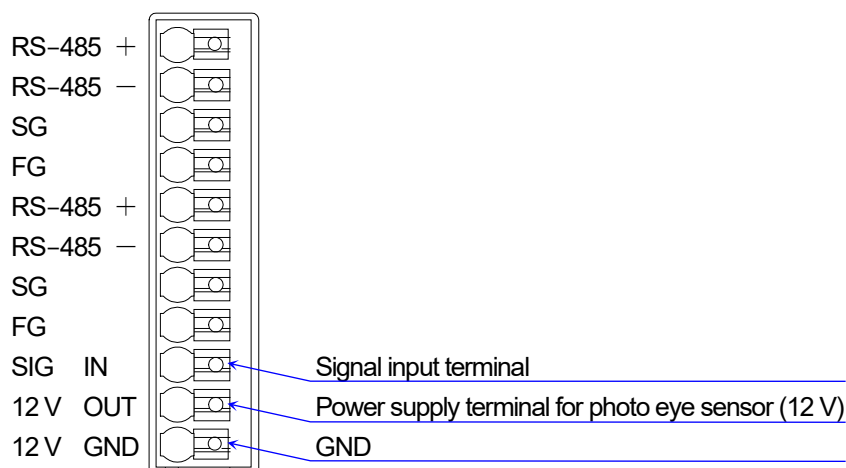 RS-485 +
RS-485 −
SG
FG
RS-485 +
RS-485 −
SG
FG
SIG IN Signal input terminal
12 V OUT Power supply terminal for photo eye sensor (12 V)
12 V GND GND